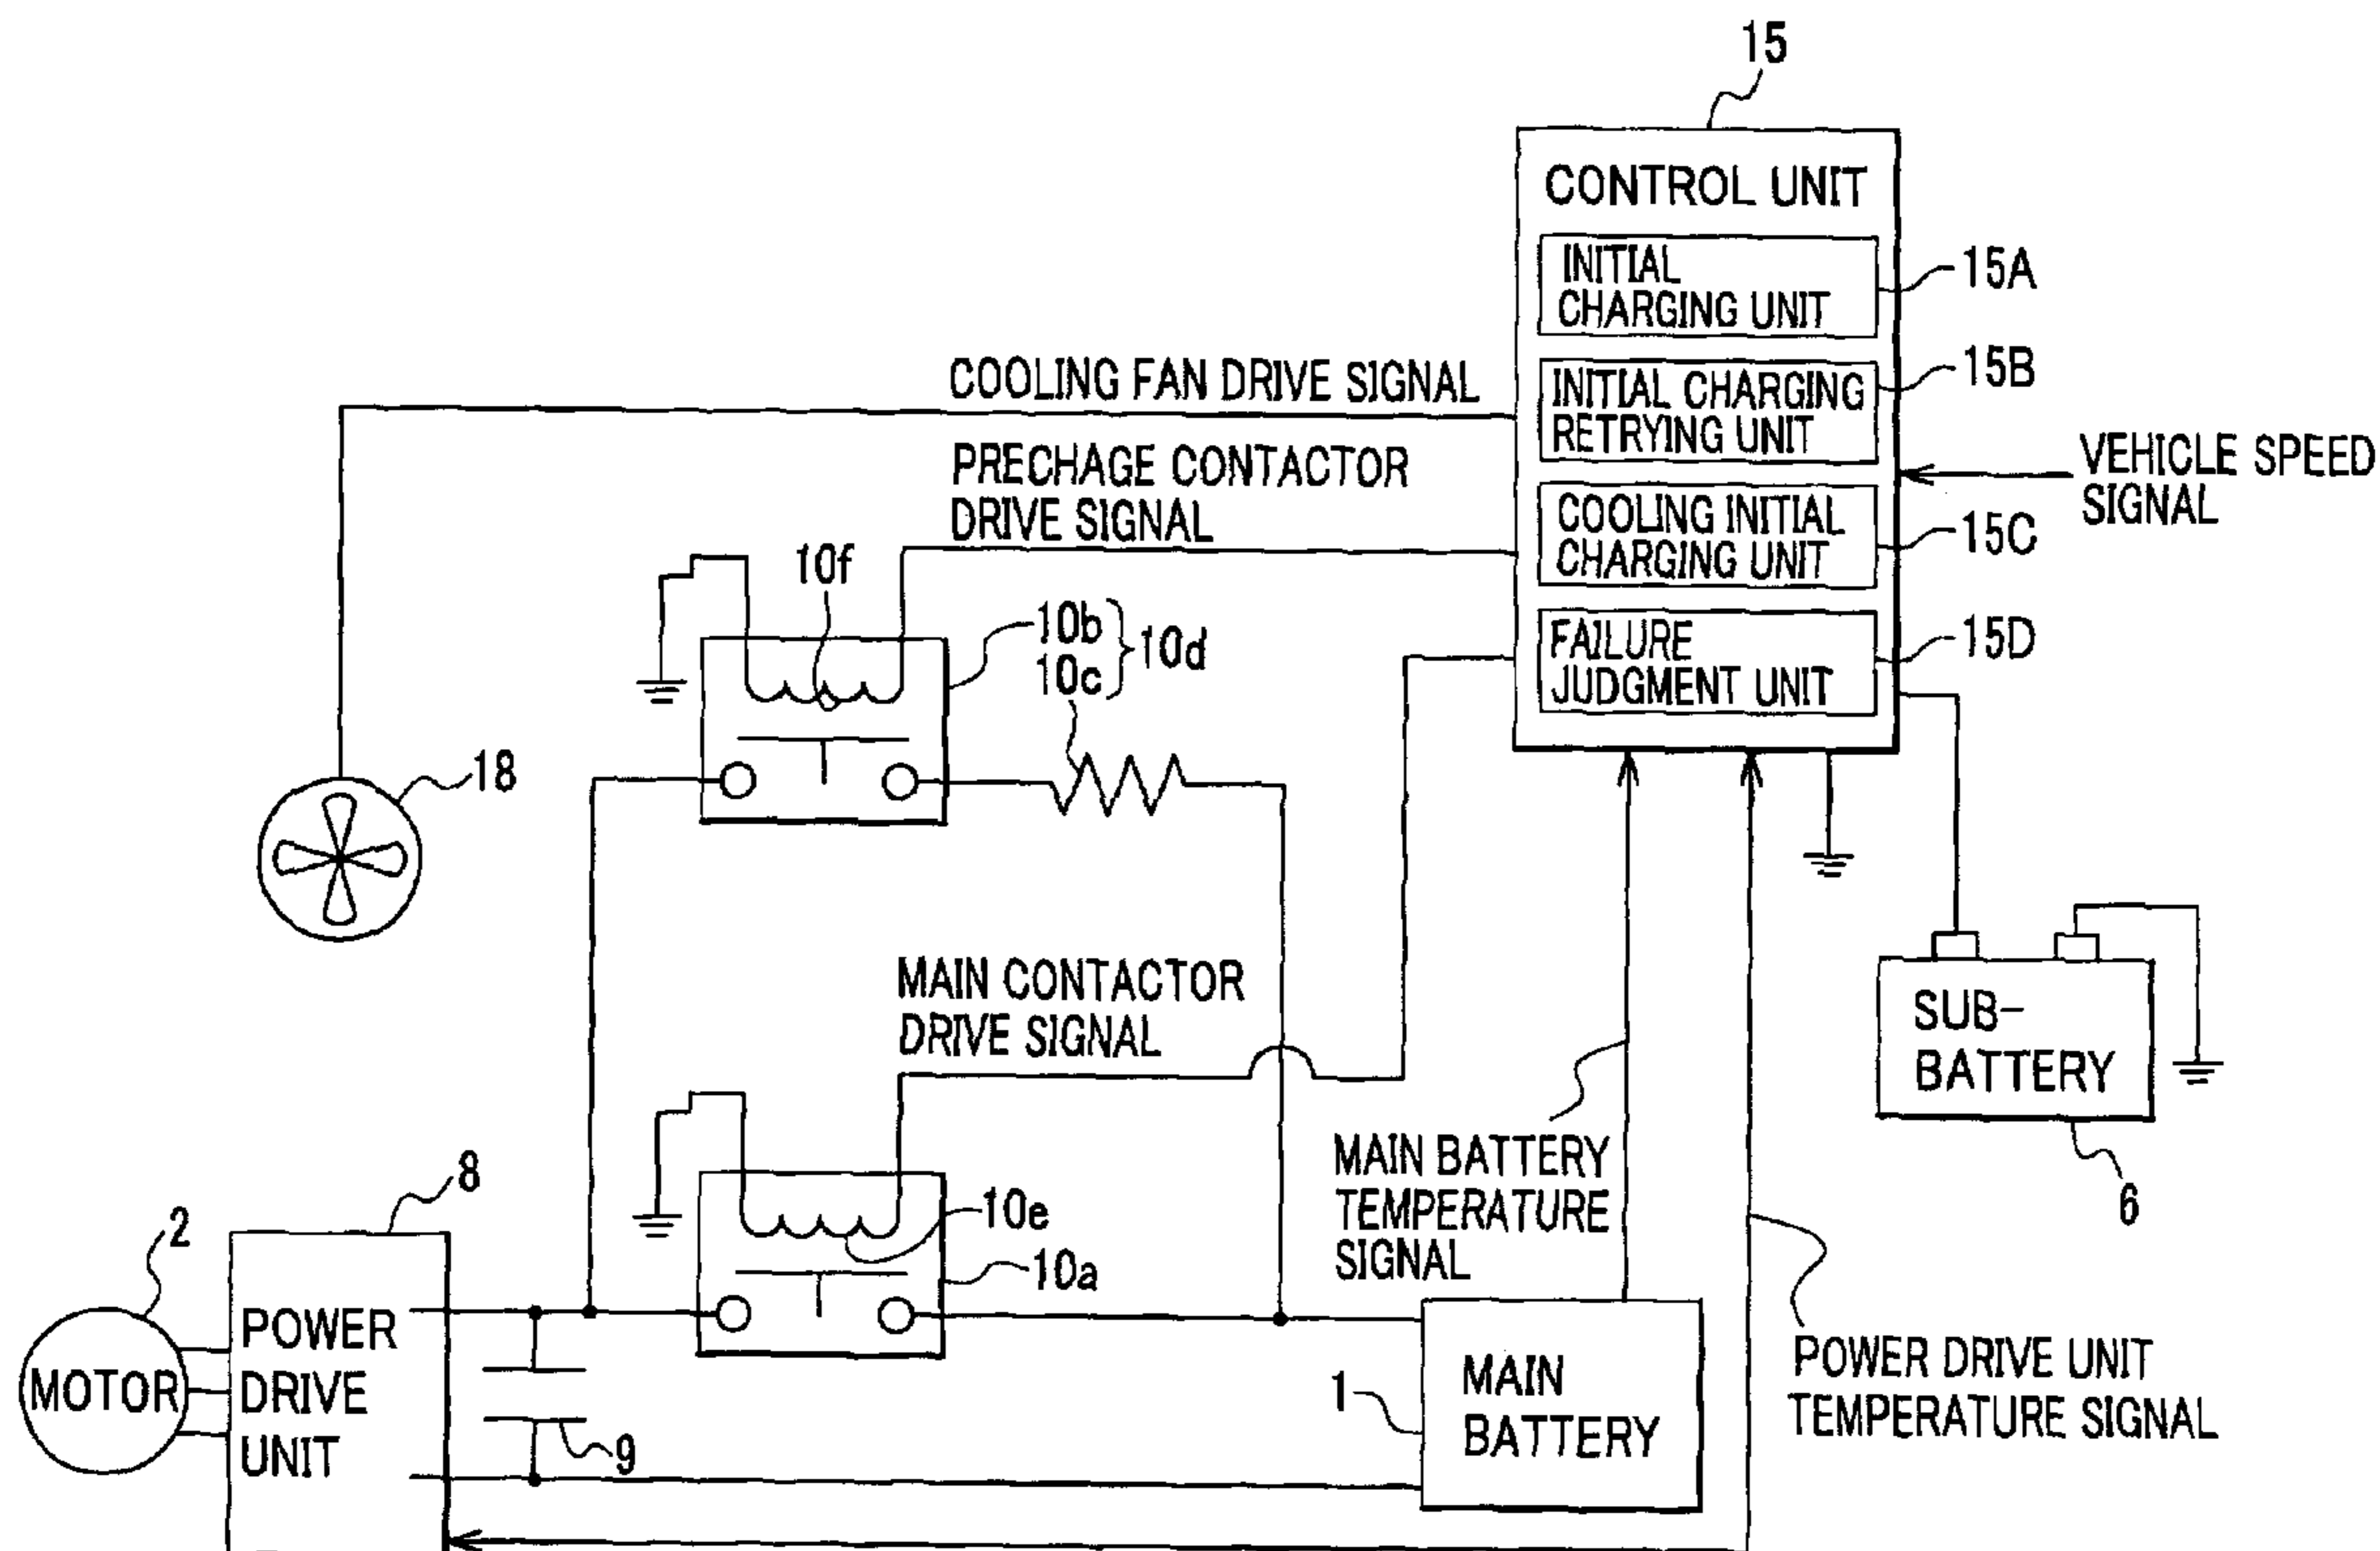 15
CONTROL UNIT
INITIAL
CHARGING UNIT
15A
INITIAL CHARGING
RETRYING UNIT
15B
COOLING INITIAL
CHARGING UNIT
15C
FAILURE
JUDGMENT UNIT
15D
VEHICLE SPEED
SIGNAL
COOLING FAN DRIVE SIGNAL
PRECHAGE CONTACTOR
DRIVE SIGNAL
10f
10b
10c
10d
18
MAIN CONTACTOR
DRIVE SIGNAL
SUB-
BATTERY
6
MAIN BATTERY
TEMPERATURE
SIGNAL
10e
10a
8
2
MOTOR
POWER
DRIVE
UNIT
9
1
MAIN
BATTERY
POWER DRIVE UNIT
TEMPERATURE SIGNAL